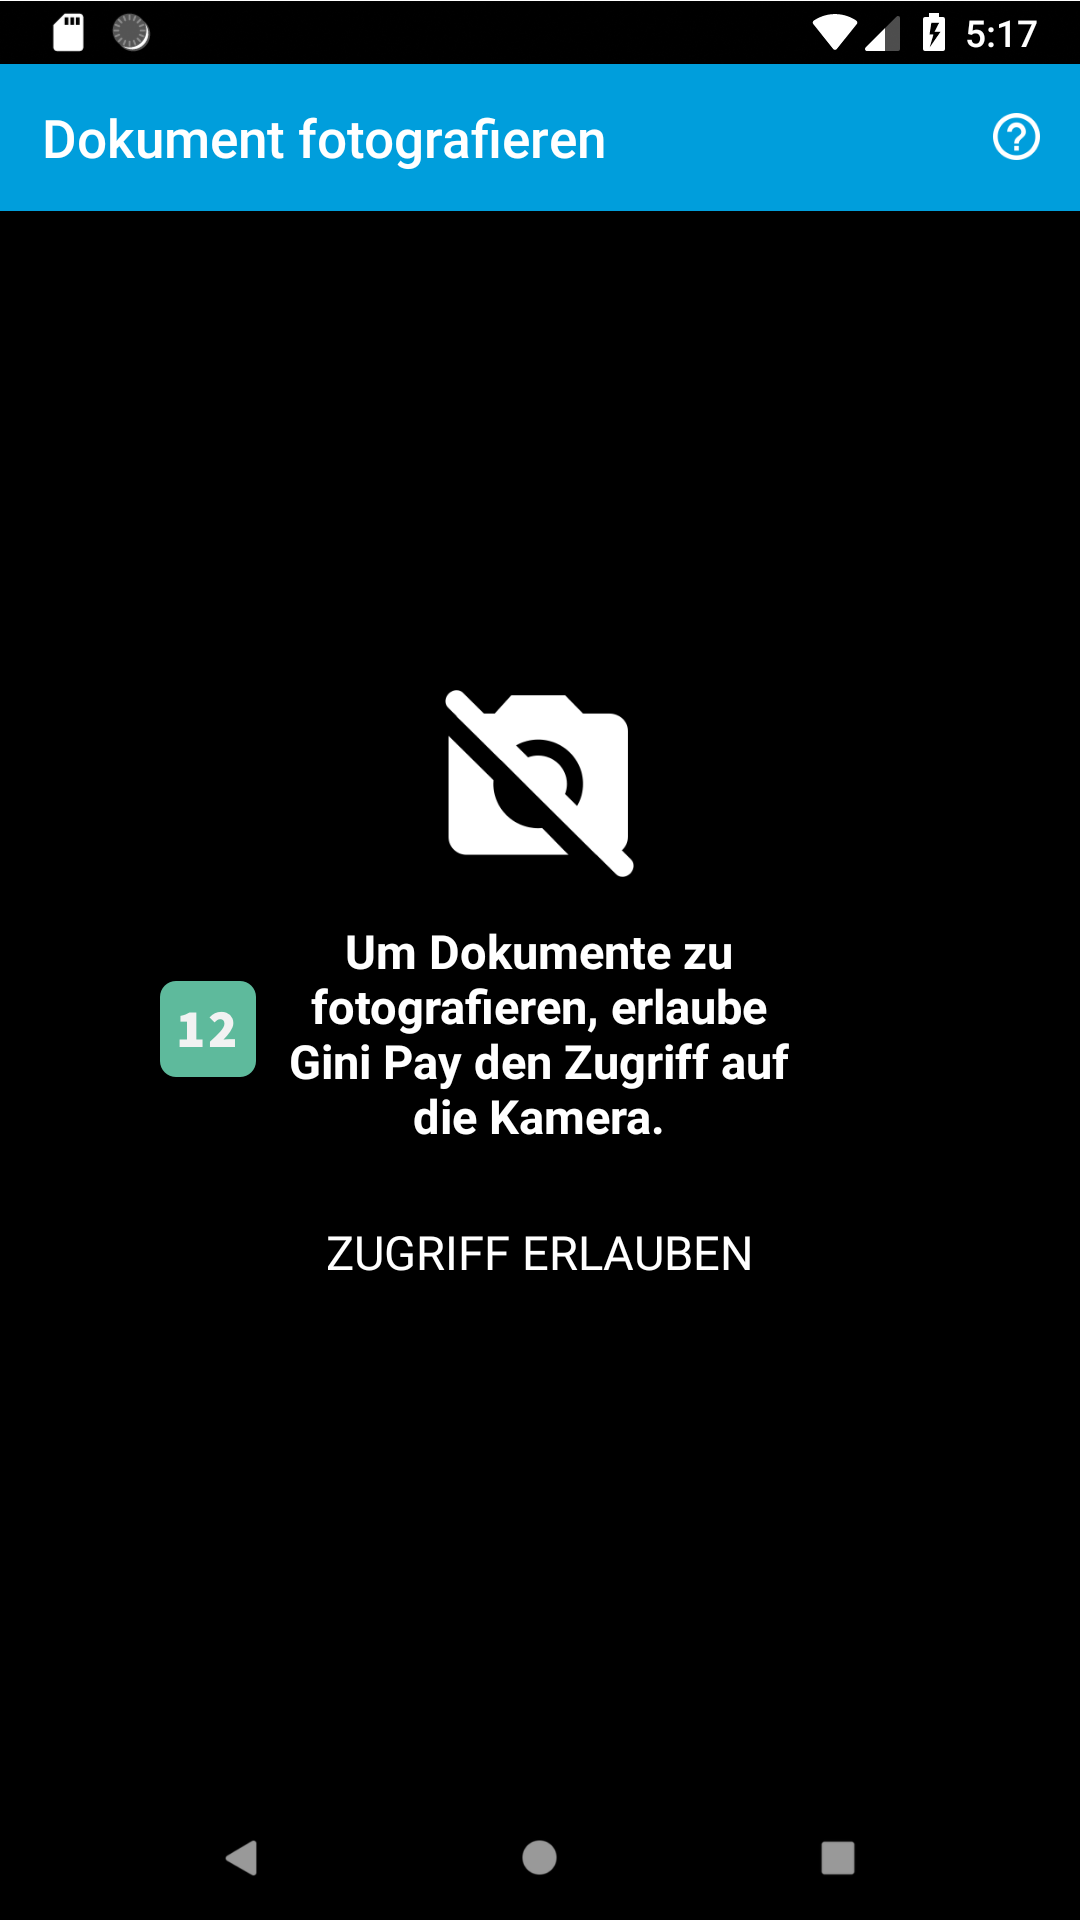 5:17
Dokument fotografieren
Um Dokumente zu
fotografieren, erlaube
12
Gini Pay den Zugriff auf
die Kamera.
ZUGRIFF ERLAUBEN